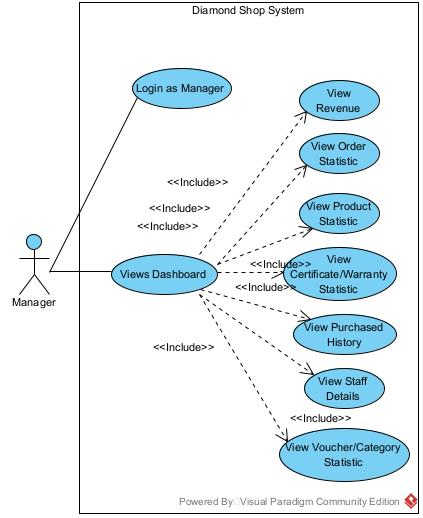 Diamond Shop System
Login as Manager
View
Revenue
View Order
Statistic
<<Include>>
<<Include>>
View Product
Statistic
<<Include>>
View
<<Include>>
Views Dashboard
Certificate/Warranty
<<Include>>
Statistic
Manager
View Purchased
History
<<Include>>
View Staff
Details
<<Include>>
View Voucher/Category
Statistic
Powered By Visual Paradigm Community Edition